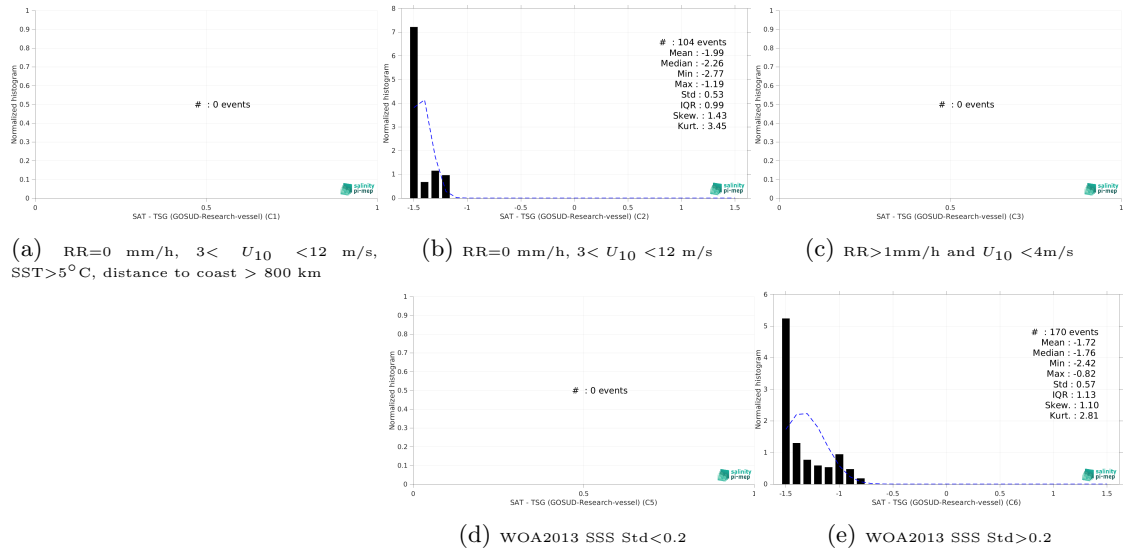 1
0.9
0.8
0.7
0.6
0.5
0.4
0.3
0.2
0.1
0
Normalized histogram
# : 0 events
salinity
pi-mep
0 0.5 1
SAT - TSG (GOSUD-Research-vessel) (C1)
(a) RR=0 mm/h, 3< U10 <12 m/s,
SST>5°C, distance to coast > 800 km
8
7
6
5
4
3
2
1
0
Normalized histogram
# : 104 events
Mean : -1.99
Median : -2.26
Min : -2.77
Max : -1.19
Std : 0.53
IQR : 0.99
Skew. : 1.43
Kurt. : 3.45
salinity
pi-mep
-1.5 -1 -0.5 0 0.5 1 1.5
SAT - TSG (GOSUD-Research-vessel) (C2)
(b) RR=0 mm/h, 3< U10 <12 m/s
1
0.9
0.8
0.7
0.6
0.5
0.4
0.3
0.2
0.1
0
Normalized histogram
# : 0 events
salinity
pi-mep
0 0.5 1
SAT - TSG (GOSUD-Research-vessel) (C3)
(c) RR>1mm/h and U10 <4m/s
1
0.9
0.8
0.7
0.6
0.5
0.4
0.3
0.2
0.1
0
Normalized histogram
# : 0 events
salinity
pi-mep
0 0.5 1
SAT - TSG (GOSUD-Research-vessel) (C5)
(d) WOA2013 SSS Std<0.2
6
5
4
3
2
1
0
Normalized histogram
# : 170 events
Mean : -1.72
Median : -1.76
Min : -2.42
Max : -0.82
Std : 0.57
IQR : 1.13
Skew. : 1.10
Kurt. : 2.81
salinity
pi-mep
-1.5 -1 -0.5 0 0.5 1 1.5
SAT - TSG (GOSUD-Research-vessel) (C6)
(e) WOA2013 SSS Std>0.2